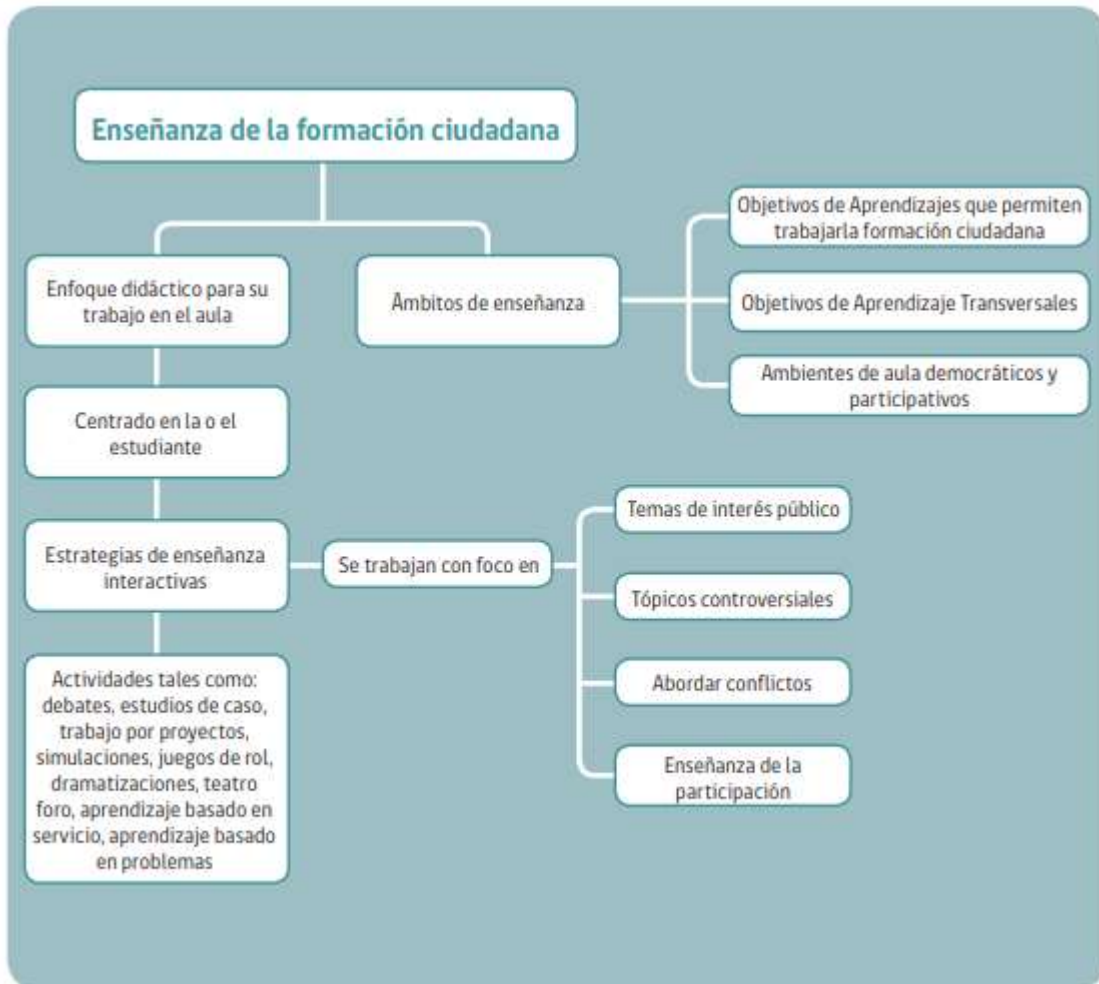 Enseñanza de la formación ciudadana
Enfoque didáctico para su
trabajo en el aula
Ámbitos de enseñanza
Objetivos de Aprendizajes que permiten
trabajarla formación ciudadana
Objetivos de Aprendizaje Transversales
Ambientes de aula democráticos y
participativos
Centrado en la o el
estudiante
Estrategias de enseñanza
interactivas
Se trabajan con foco en
Temas de interés público
Tópicos controversiales
Abordar conflictos
Enseñanza de la
participación
Actividades tales como:
debates, estudios de caso,
trabajo por proyectos,
simulaciones, juegos de rol,
dramatizaciones, teatro
foro, aprendizaje basado en
servicio, aprendizaje basado
en problemas